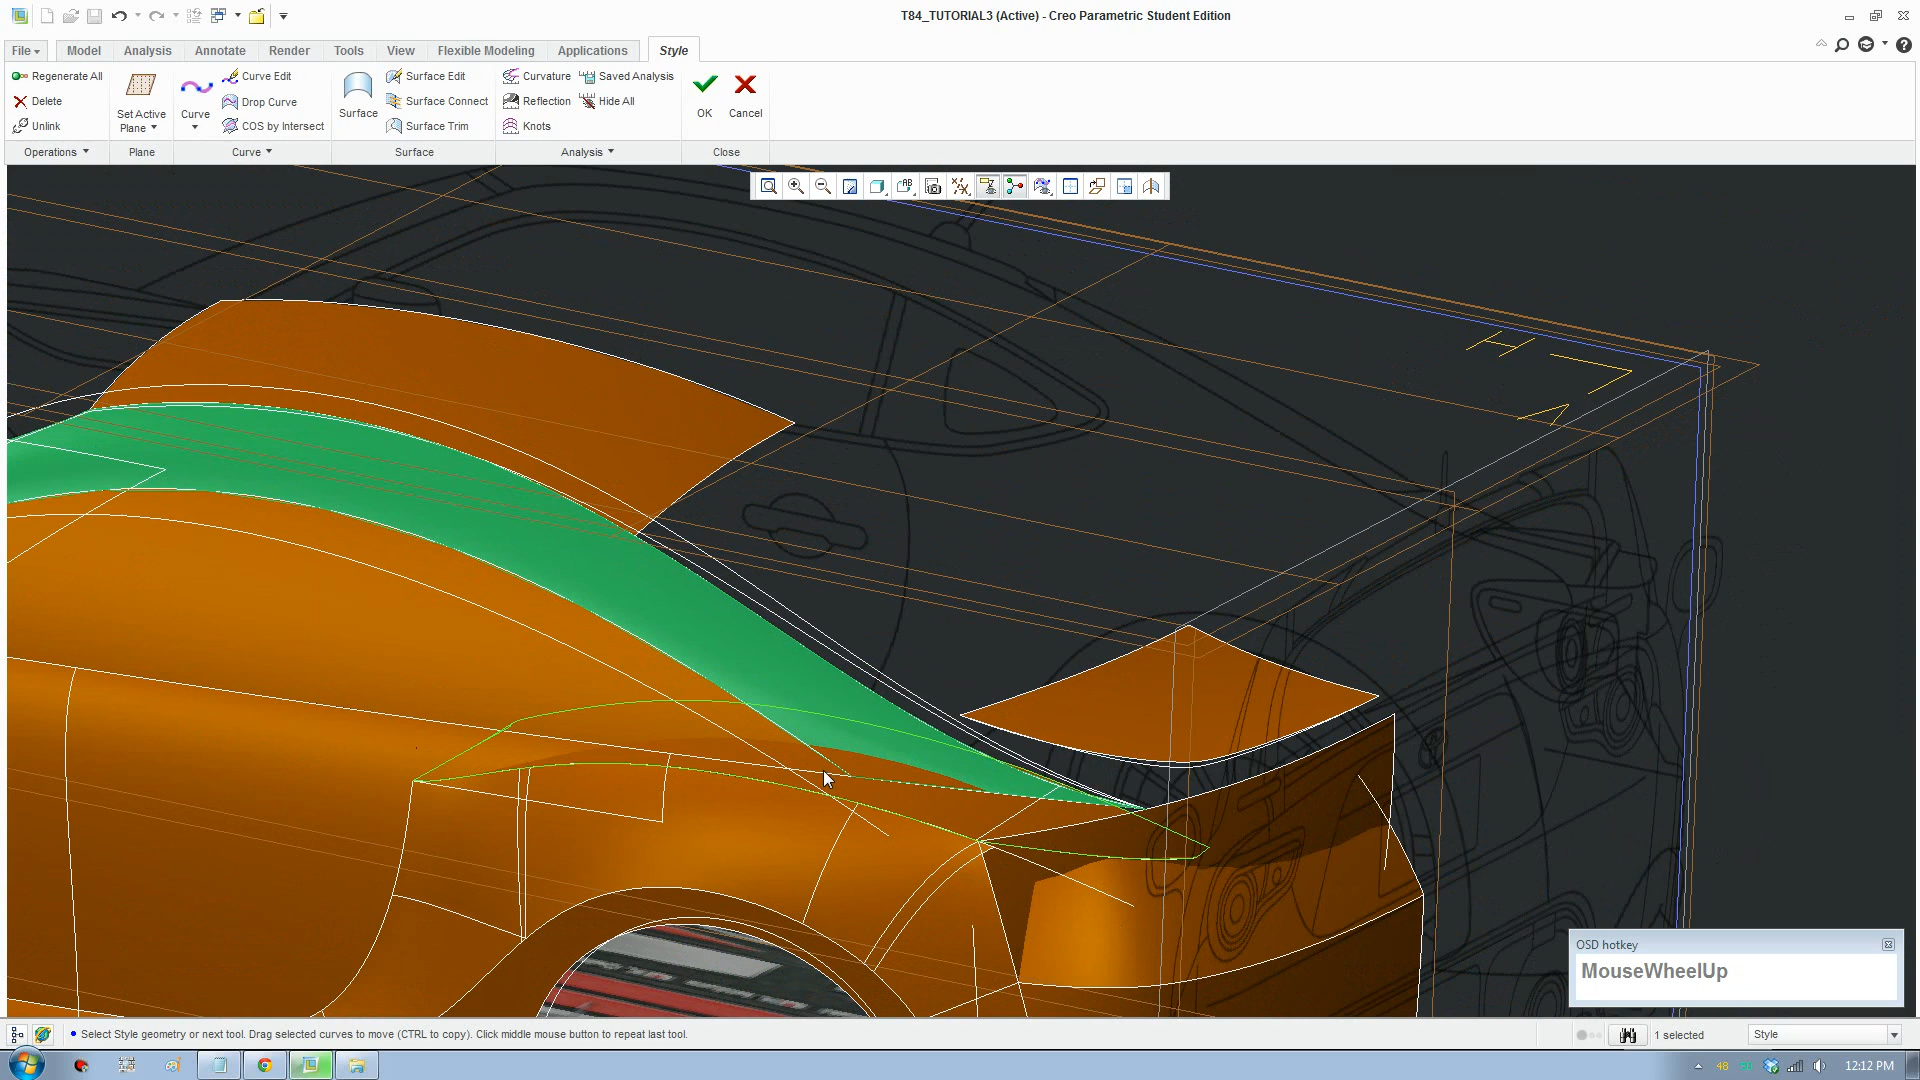 T84_TUTORIAL3 (Active) - Creo Parametric Student Edition
File Model Analysis Annotate Render Tools View Flexible Modeling Applications Style
Regenerate All
Delete
Unlink
Set Active
Plane
Curve
Curve Edit
Drop Curve
COS by Intersect
Surface
Surface Edit
Surface Connect
Surface Trim
Curvature
Reflection
Knots
Saved Analysis
Hide All
OK
Cancel
Operations Plane Curve Surface Analysis Close
OSD hotkey
MouseWheelUp
Select Style geometry or next tool. Drag selected curves to move (CTRL to copy). Click middle mouse button to repeat last tool.
1 selected
Style
48
12:12 PM